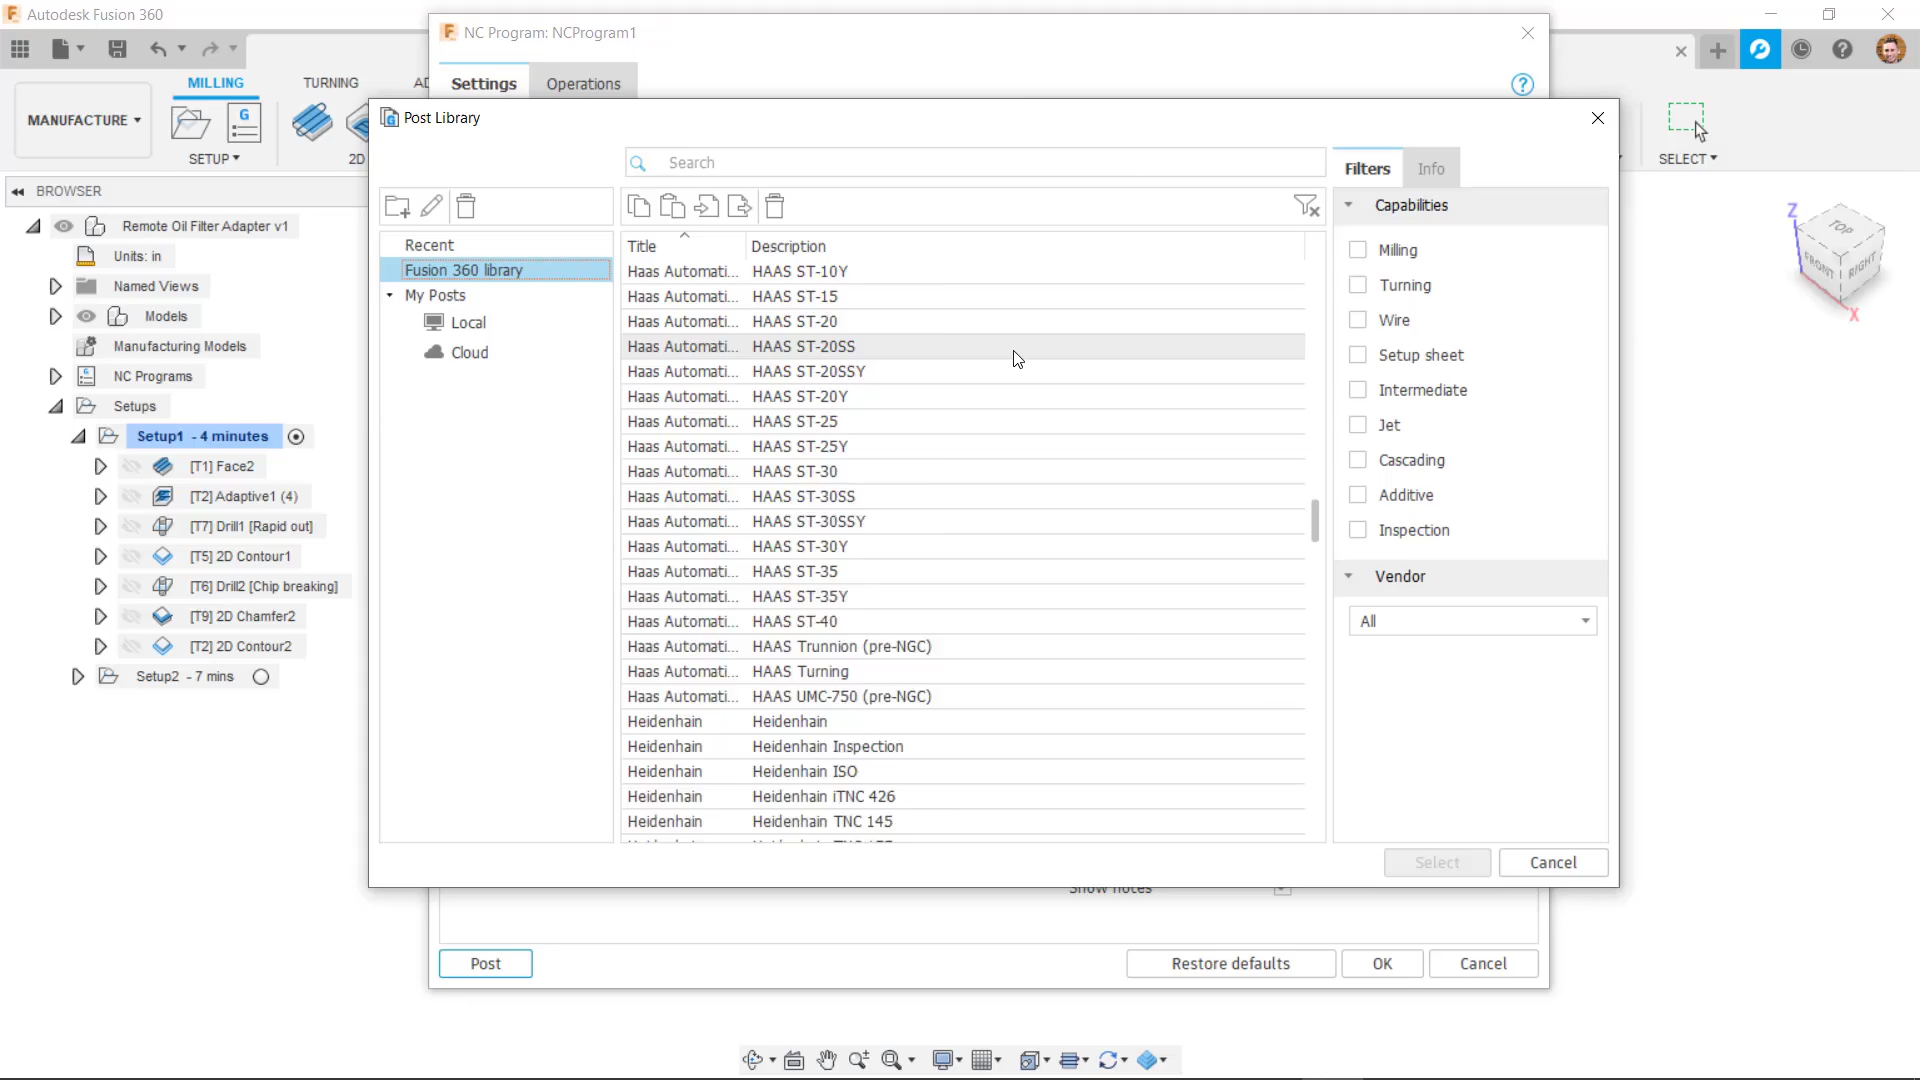 Autodesk Fusion 360
NC Program: NCProgram1
Settings
Operations
MILLING
TURNING
AD
MANUFACTURE
G
SETUP
2D
SELECT
Post Library
Search
Filters
Info
BROWSER
Remote Oil Filter Adapter v1
Units: in
Named Views
Models
Manufacturing Models
NC Programs
Setups
Setup1 - 4 minutes
[T1] Face2
[T2] Adaptive1 (4)
[T7] Drill1 [Rapid out]
[T5] 2D Contour1
[T6] Drill2 [Chip breaking]
[T9] 2D Chamfer2
[T2] 2D Contour2
Setup2 - 7 mins
Recent
Fusion 360 library
My Posts
Local
Cloud
Title Description
Haas Automati... HAAS ST-10Y
Haas Automati... HAAS ST-15
Haas Automati... HAAS ST-20
Haas Automati... HAAS ST-20SS
Haas Automati... HAAS ST-20SSY
Haas Automati... HAAS ST-20Y
Haas Automati... HAAS ST-25
Haas Automati... HAAS ST-25Y
Haas Automati... HAAS ST-30
Haas Automati... HAAS ST-30SS
Haas Automati... HAAS ST-30SSY
Haas Automati... HAAS ST-30Y
Haas Automati... HAAS ST-35
Haas Automati... HAAS ST-35Y
Haas Automati... HAAS ST-40
Haas Automati... HAAS Trunnion (pre-NGC)
Haas Automati... HAAS Turning
Haas Automati... HAAS UMC-750 (pre-NGC)
Heidenhain Heidenhain
Heidenhain Heidenhain Inspection
Heidenhain Heidenhain ISO
Heidenhain Heidenhain iTNC 426
Heidenhain Heidenhain TNC 145
Capabilities
Milling
Turning
Wire
Setup sheet
Intermediate
Jet
Cascading
Additive
Inspection
Vendor
All
Select
Cancel
Show notes
Post
Restore defaults
OK
Cancel
Z
TOP
FRONT
RIGHT
X